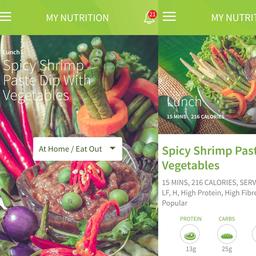 MY NUTRITION
21
Lunch
Spicy Shrimp
Paste Dip With
Vegetables
At Home / Eat Out
MY NUTRIT
Lunch
15 MINS, 216 CALORIES
Spicy Shrimp Past
Vegetables
15 MINS, 216 CALORIES, SERV
LF, H, High Protein, High Fibre
Popular
PROTEIN
CARBS
13g
25g